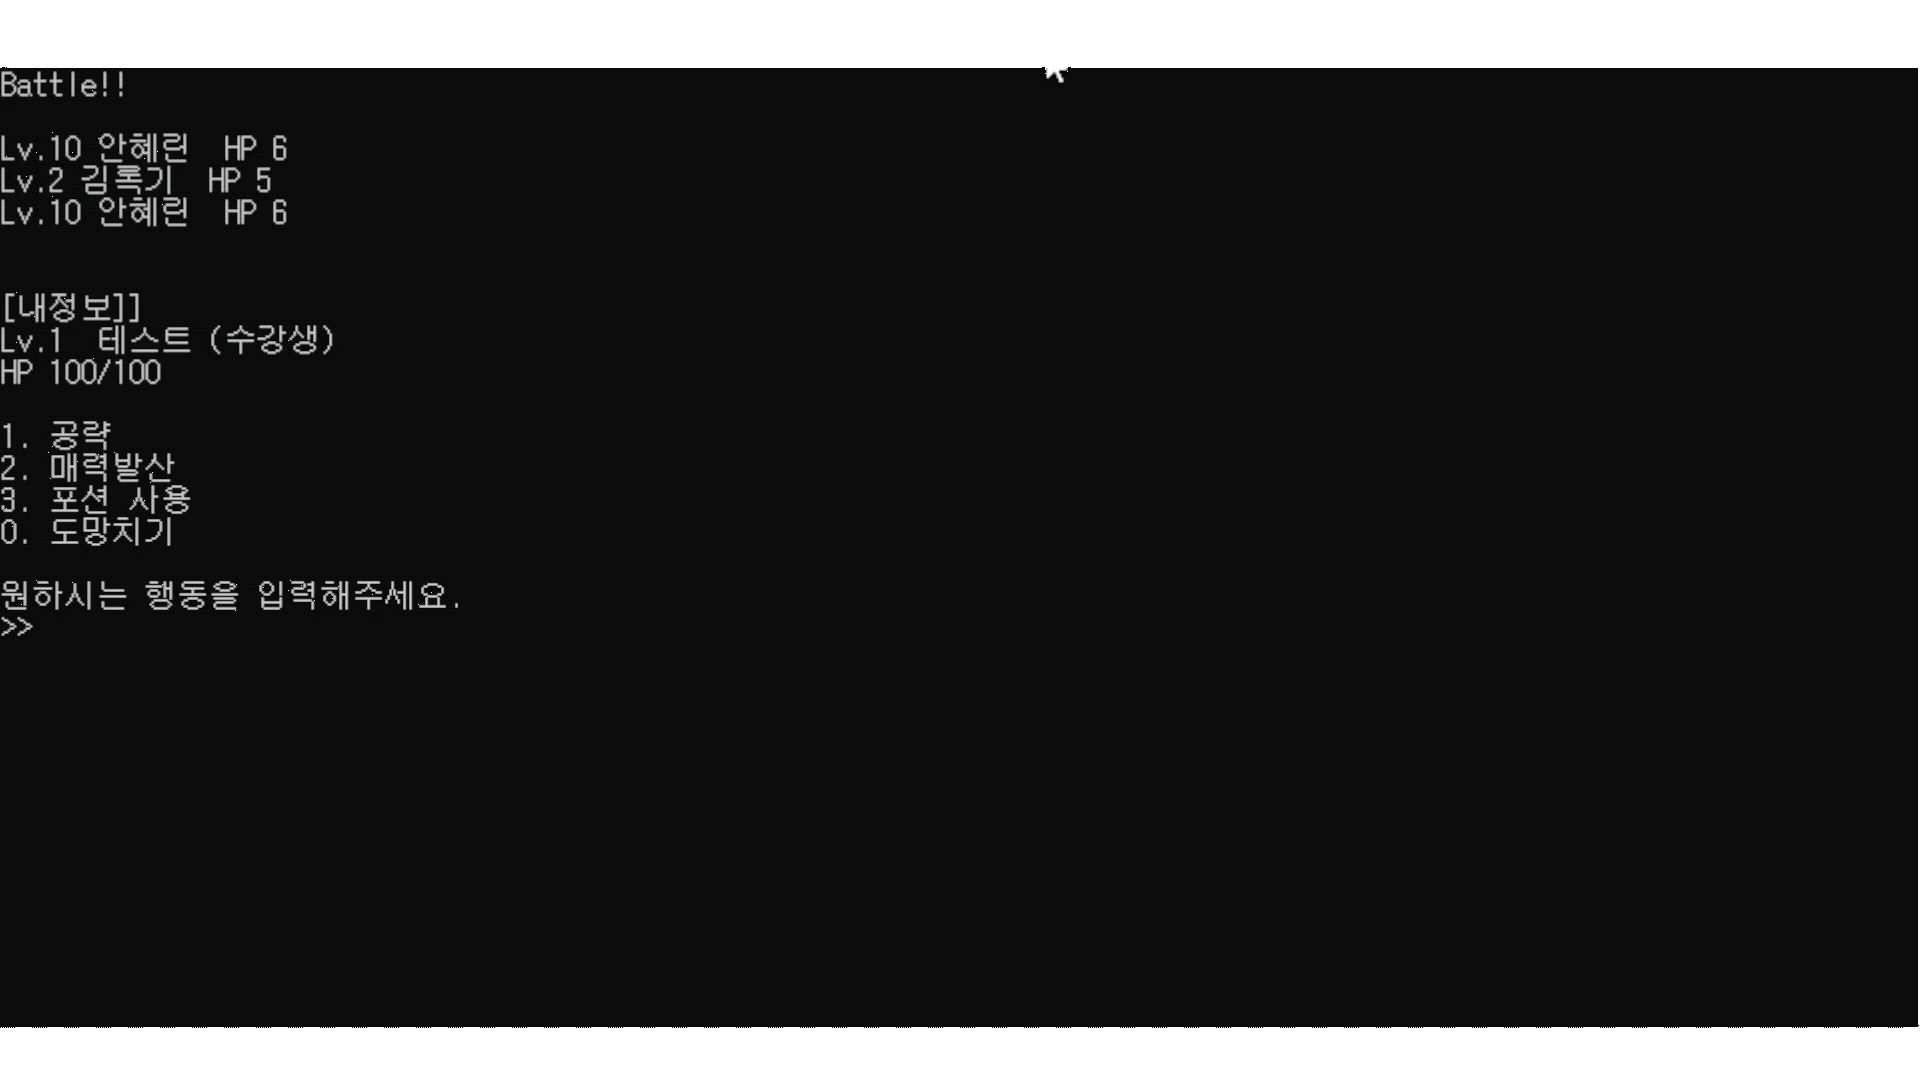 Battle!!
Lv.10 안혜린  HP 6
Lv.2 김록기  HP 5
Lv.10 안혜린  HP 6
[내정보]]
Lv.1  테스트 (수강생)
HP 100/100
1. 공략
2. 매력발산
3. 포션 사용
0. 도망치기
원하시는 행동을 입력해주세요.
>>